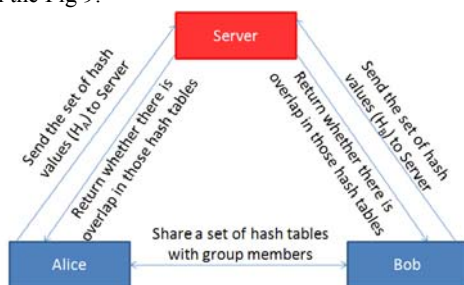 the Fig 9.
Server
Send the set of hash
values (H_A) to Server
Return whether there is
overlap in those hash tables
Return whether there is
overlap in those hash tables
Send the set of hash
values (H_B) to Server
Share a set of hash tables
with group members
Alice
Bob